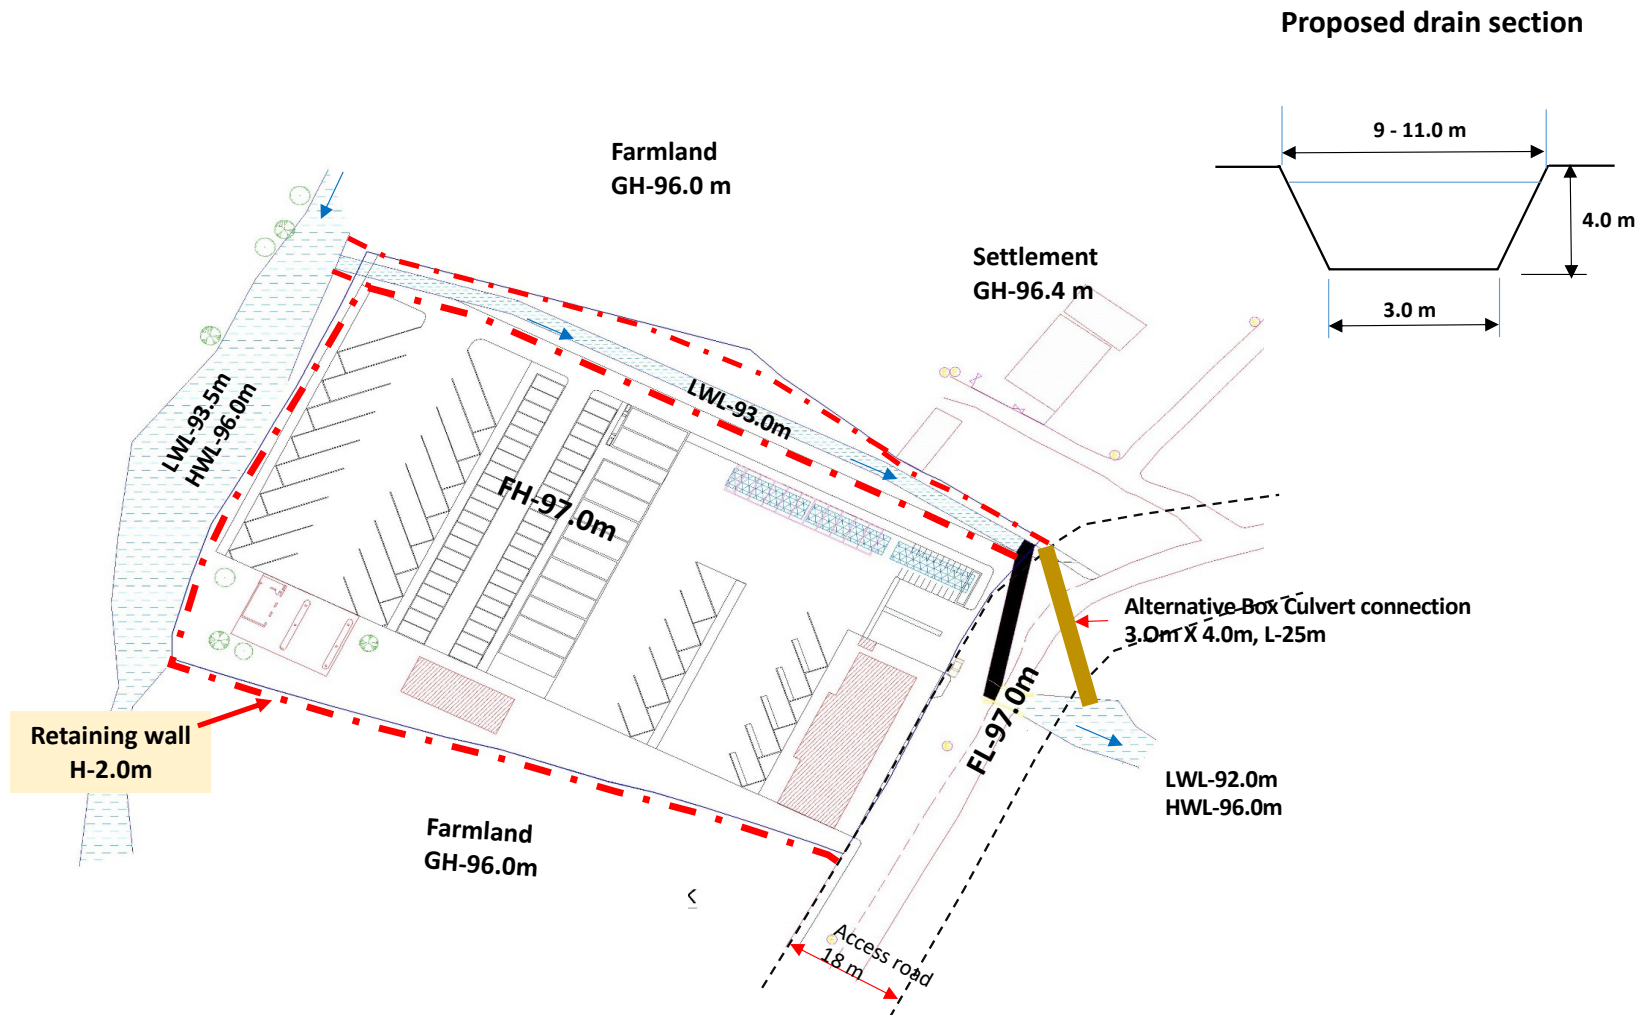 Proposed drain section
9 - 11.0 m
4.0 m
3.0 m
Farmland
GH-96.0 m
Settlement
GH-96.4 m
LWL-93.5m
HWL-96.0m
LWL-93.0m
FH-97.0m
Alternative Box Culvert connection
3.0m X 4.0m, L-25m
FL-97.0m
Retaining wall
H-2.0m
LWL-92.0m
HWL-96.0m
Farmland
GH-96.0m
Access road
18 m